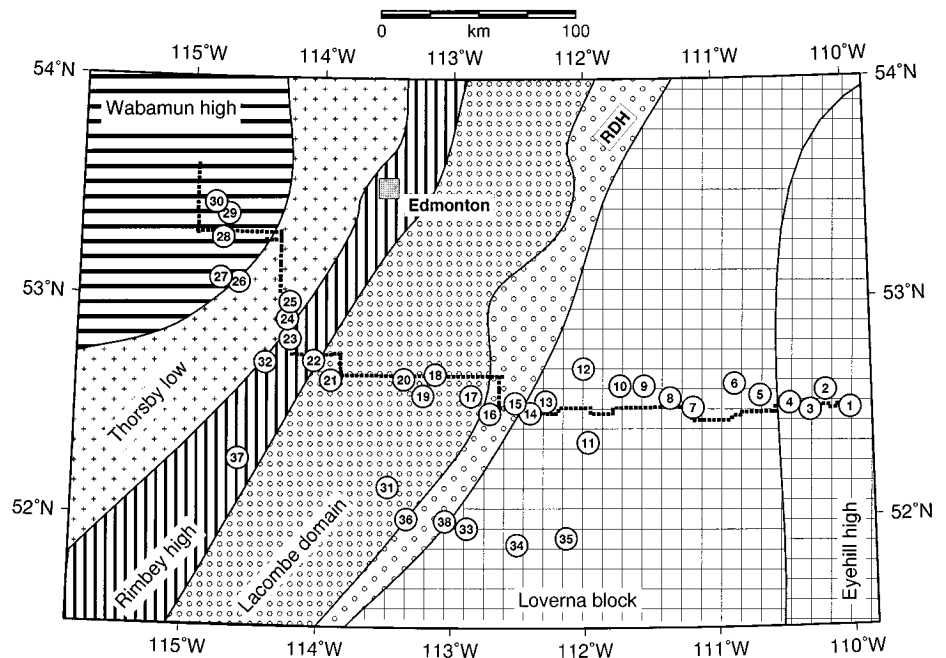 0 km 100
115°W 114°W 113°W 112°W 111°W 110°W
54°N 54°N
Wabamun high
RDH
Edmonton
30
29
28
27 26
53°N 53°N
25
24
23
32 22
21 20 18
19 17
16 15 14 13
12
10 9 8 7
6 5 4 3 2 1
11
Thorsby low
37
31
36 38 33
34 35
52°N 52°N
Rimbey high
Lacombe domain
Loverna block
Eyehill high
115°W 114°W 113°W 112°W 111°W 110°W